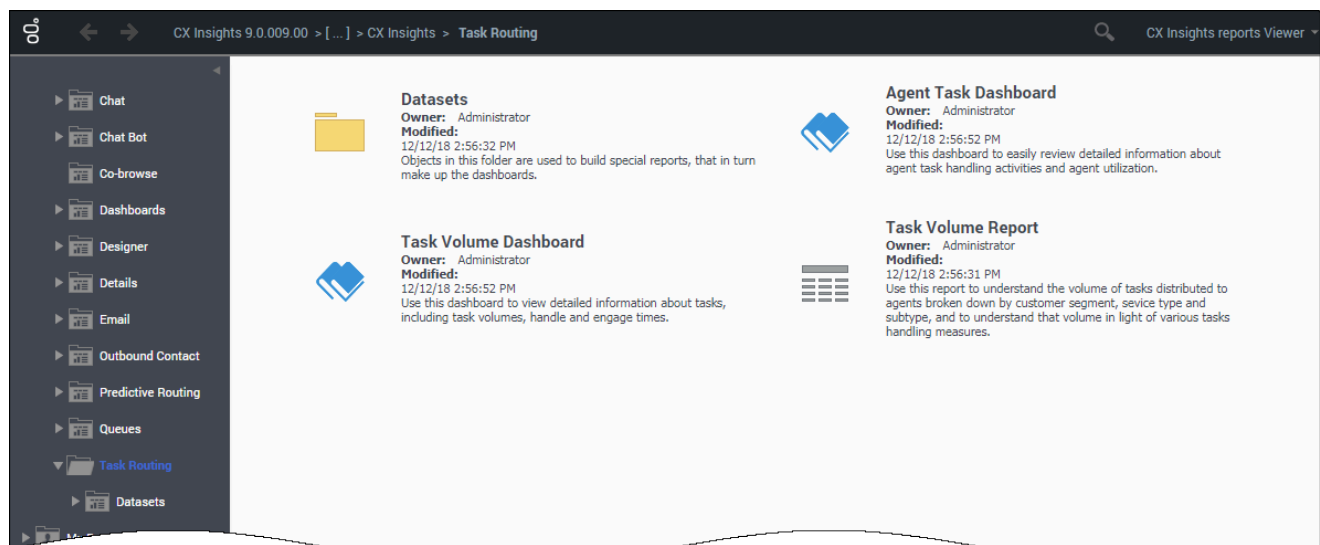 CX Insights 9.0.009.00 > [ ... ] > CX Insights > Task Routing
CX Insights reports Viewer
Chat
Chat Bot
Co-browse
Dashboards
Designer
Details
Email
Outbound Contact
Predictive Routing
Queues
Task Routing
Datasets
Datasets
Owner: Administrator
Modified:
12/12/18 2:56:32 PM
Objects in this folder are used to build special reports, that in turn
make up the dashboards.
Agent Task Dashboard
Owner: Administrator
Modified:
12/12/18 2:56:52 PM
Use this dashboard to easily review detailed information about
agent task handling activities and agent utilization.
Task Volume Dashboard
Owner: Administrator
Modified:
12/12/18 2:56:52 PM
Use this dashboard to view detailed information about tasks,
including task volumes, handle and engage times.
Task Volume Report
Owner: Administrator
Modified:
12/12/18 2:56:31 PM
Use this report to understand the volume of tasks distributed to
agents broken down by customer segment, sevice type and
subtype, and to understand that volume in light of various tasks
handling measures.